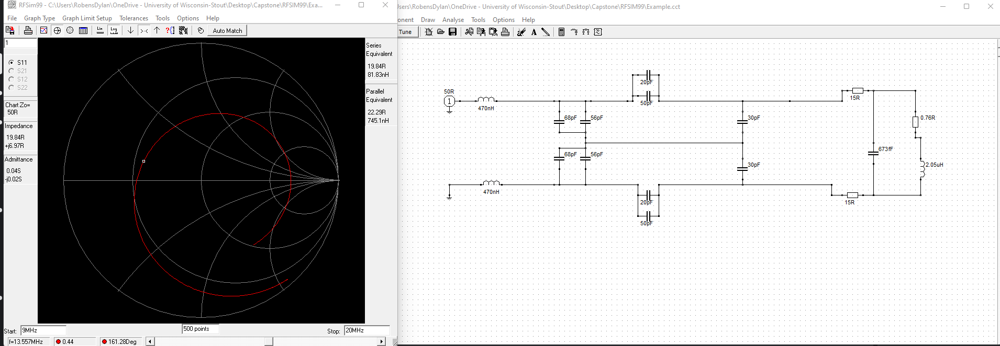 RFSim99 - C:\Users\RobensDylan\OneDrive - University of Wisconsin-Stout\Desktop\Capstone\RFSIM99\Exa...
File Graph Type Graph Limit Setup Tolerances Tools Options Help
Lin Log Auto Match
1
S11
S21
S12
S22
Chart Zo=
50R
Impedance
19.84R
+j6.97R
Admittance
0.04S
-j0.02S
Series
Equivalent
19.84R
81.83nH
Parallel
Equivalent
22.29R
745.1nH
Start: 9MHz 500 points Stop: 20MHz
f=13.557MHz 0.44 161.28Deg
sers\RobensDylan\OneDrive - University of Wisconsin-Stout\Desktop\Capstone\RFSIM99\Example.cct
onent Draw Analyse Tools Options Help
Tune A
20pF
50R
1
15R
470nH
50pF
68pF 56pF 30pF 0.76R
673fF
68pF 56pF
30pF 2.05uH
470nH
20pF 15R
50pF